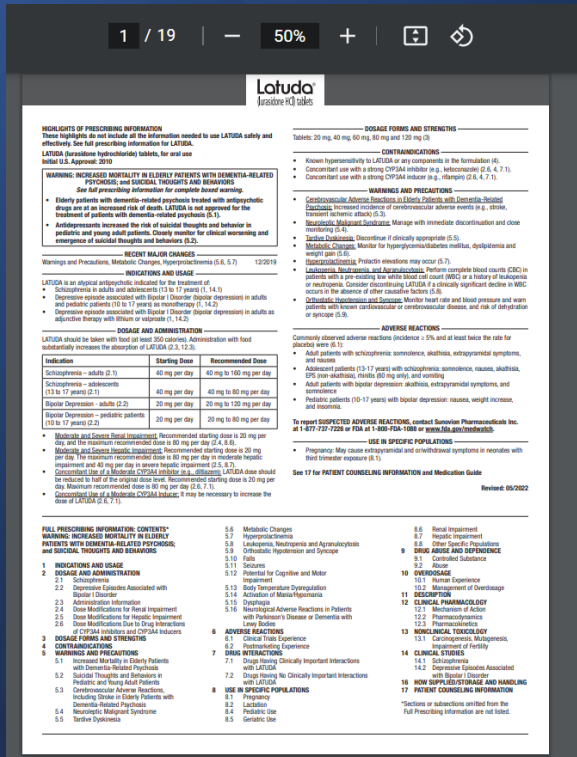 1 / 19 | — 50% + |
Latuda®
(lurasidone HCl) tablets
HIGHLIGHTS OF PRESCRIBING INFORMATION
These highlights do not include all the information needed to use LATUDA safely and
effectively. See full prescribing information for LATUDA.
LATUDA (lurasidone hydrochloride) tablets, for oral use
Initial U.S. Approval: 2010
WARNING: INCREASED MORTALITY IN ELDERLY PATIENTS WITH DEMENTIA-RELATED
PSYCHOSIS; and SUICIDAL THOUGHTS AND BEHAVIORS
See full prescribing information for complete boxed warning.
• Elderly patients with dementia-related psychosis treated with antipsychotic
drugs are at an increased risk of death. LATUDA is not approved for the
treatment of patients with dementia-related psychosis (5.1).
• Antidepressants increased the risk of suicidal thoughts and behavior in
pediatric and young adult patients. Closely monitor for clinical worsening and
emergence of suicidal thoughts and behaviors (5.2).
RECENT MAJOR CHANGES
Warnings and Precautions, Metabolic Changes, Hyperprolactinemia (5.6, 5.7) 12/2019
INDICATIONS AND USAGE
LATUDA is an atypical antipsychotic indicated for the treatment of:
• Schizophrenia in adults and adolescents (13 to 17 years) (1, 14.1)
• Depressive episode associated with Bipolar I Disorder (bipolar depression) in adults
and pediatric patients (10 to 17 years) as monotherapy (1, 14.2)
• Depressive episode associated with Bipolar I Disorder (bipolar depression) in adults as
adjunctive therapy with lithium or valproate (1, 14.2)
DOSAGE AND ADMINISTRATION
LATUDA should be taken with food (at least 350 calories). Administration with food
substantially increases the absorption of LATUDA (2.3, 12.3).
Indication Starting Dose Recommended Dose
Schizophrenia – adults (2.1) 40 mg per day 40 mg to 160 mg per day
Schizophrenia – adolescents
(13 to 17 years) (2.1) 40 mg per day 40 mg to 80 mg per day
Bipolar Depression - adults (2.2) 20 mg per day 20 mg to 120 mg per day
Bipolar Depression – pediatric patients
(10 to 17 years) (2.2) 20 mg per day 20 mg to 80 mg per day
• Moderate and Severe Renal Impairment: Recommended starting dose is 20 mg per
day, and the maximum recommended dose is 80 mg per day (2.4, 8.6).
• Moderate and Severe Hepatic Impairment: Recommended starting dose is 20 mg
per day. The maximum recommended dose is 80 mg per day in moderate hepatic
impairment and 40 mg per day in severe hepatic impairment (2.5, 8.7).
• Concomitant Use of a Moderate CYP3A4 inhibitor (e.g., diltiazem): LATUDA dose should
be reduced to half of the original dose level. Recommended starting dose is 20 mg per
day. Maximum recommended dose is 80 mg per day (2.6, 7.1).
• Concomitant Use of a Moderate CYP3A4 Inducer: It may be necessary to increase the
dose of LATUDA (2.6, 7.1).
DOSAGE FORMS AND STRENGTHS
Tablets: 20 mg, 40 mg, 60 mg, 80 mg and 120 mg (3)
CONTRAINDICATIONS
• Known hypersensitivity to LATUDA or any components in the formulation (4).
• Concomitant use with a strong CYP3A4 inhibitor (e.g., ketoconazole) (2.6, 4, 7.1).
• Concomitant use with a strong CYP3A4 inducer (e.g., rifampin) (2.6, 4, 7.1).
WARNINGS AND PRECAUTIONS
• Cerebrovascular Adverse Reactions in Elderly Patients with Dementia-Related
Psychosis: Increased incidence of cerebrovascular adverse events (e.g., stroke,
transient ischemic attack) (5.3).
• Neuroleptic Malignant Syndrome: Manage with immediate discontinuation and close
monitoring (5.4).
• Tardive Dyskinesia: Discontinue if clinically appropriate (5.5).
• Metabolic Changes: Monitor for hyperglycemia/diabetes mellitus, dyslipidemia and
weight gain (5.6).
• Hyperprolactinemia: Prolactin elevations may occur (5.7).
• Leukopenia, Neutropenia, and Agranulocytosis: Perform complete blood counts (CBC) in
patients with a pre-existing low white blood cell count (WBC) or a history of leukopenia
or neutropenia. Consider discontinuing LATUDA if a clinically significant decline in WBC
occurs in the absence of other causative factors (5.8).
• Orthostatic Hypotension and Syncope: Monitor heart rate and blood pressure and warn
patients with known cardiovascular or cerebrovascular disease, and risk of dehydration
or syncope (5.9).
ADVERSE REACTIONS
Commonly observed adverse reactions (incidence ≥ 5% and at least twice the rate for
placebo) were (6.1):
• Adult patients with schizophrenia: somnolence, akathisia, extrapyramidal symptoms,
and nausea
• Adolescent patients (13-17 years) with schizophrenia: somnolence, nausea, akathisia,
EPS (non-akathisia), rhinitis (80 mg only), and vomiting
• Adult patients with bipolar depression: akathisia, extrapyramidal symptoms, and
somnolence
• Pediatric patients (10-17 years) with bipolar depression: nausea, weight increase,
and insomnia.
To report SUSPECTED ADVERSE REACTIONS, contact Sunovion Pharmaceuticals Inc.
at 1-877-737-7226 or FDA at 1-800-FDA-1088 or www.fda.gov/medwatch.
USE IN SPECIFIC POPULATIONS
• Pregnancy: May cause extrapyramidal and or/withdrawal symptoms in neonates with
third trimester exposure (8.1)
See 17 for PATIENT COUNSELING INFORMATION and Medication Guide
Revised: 05/2022
FULL PRESCRIBING INFORMATION: CONTENTS*
WARNING: INCREASED MORTALITY IN ELDERLY
PATIENTS WITH DEMENTIA-RELATED PSYCHOSIS;
and SUICIDAL THOUGHTS AND BEHAVIORS
1 INDICATIONS AND USAGE
2 DOSAGE AND ADMINISTRATION
2.1 Schizophrenia
2.2 Depressive Episodes Associated with
Bipolar I Disorder
2.3 Administration Information
2.4 Dose Modifications for Renal Impairment
2.5 Dose Modifications for Hepatic Impairment
2.6 Dose Modifications Due to Drug Interactions
of CYP3A4 Inhibitors and CYP3A4 Inducers
3 DOSAGE FORMS AND STRENGTHS
4 CONTRAINDICATIONS
5 WARNINGS AND PRECAUTIONS
5.1 Increased Mortality in Elderly Patients
with Dementia-Related Psychosis
5.2 Suicidal Thoughts and Behaviors in
Pediatric and Young Adult Patients
5.3 Cerebrovascular Adverse Reactions,
Including Stroke in Elderly Patients with
Dementia-Related Psychosis
5.4 Neuroleptic Malignant Syndrome
5.5 Tardive Dyskinesia
5.6 Metabolic Changes
5.7 Hyperprolactinemia
5.8 Leukopenia, Neutropenia and Agranulocytosis
5.9 Orthostatic Hypotension and Syncope
5.10 Falls
5.11 Seizures
5.12 Potential for Cognitive and Motor
Impairment
5.13 Body Temperature Dysregulation
5.14 Activation of Mania/Hypomania
5.15 Dysphagia
5.16 Neurological Adverse Reactions in Patients
with Parkinson's Disease or Dementia with
Lewy Bodies
6 ADVERSE REACTIONS
6.1 Clinical Trials Experience
6.2 Postmarketing Experience
7 DRUG INTERACTIONS
7.1 Drugs Having Clinically Important Interactions
with LATUDA
7.2 Drugs Having No Clinically Important Interactions
with LATUDA
8 USE IN SPECIFIC POPULATIONS
8.1 Pregnancy
8.2 Lactation
8.4 Pediatric Use
8.5 Geriatric Use
8.6 Renal Impairment
8.7 Hepatic Impairment
8.8 Other Specific Populations
9 DRUG ABUSE AND DEPENDENCE
9.1 Controlled Substance
9.2 Abuse
10 OVERDOSAGE
10.1 Human Experience
10.2 Management of Overdosage
11 DESCRIPTION
12 CLINICAL PHARMACOLOGY
12.1 Mechanism of Action
12.2 Pharmacodynamics
12.3 Pharmacokinetics
13 NONCLINICAL TOXICOLOGY
13.1 Carcinogenesis, Mutagenesis,
Impairment of Fertility
14 CLINICAL STUDIES
14.1 Schizophrenia
14.2 Depressive Episodes Associated
with Bipolar I Disorder
16 HOW SUPPLIED/STORAGE AND HANDLING
17 PATIENT COUNSELING INFORMATION
*Sections or subsections omitted from the
Full Prescribing Information are not listed.